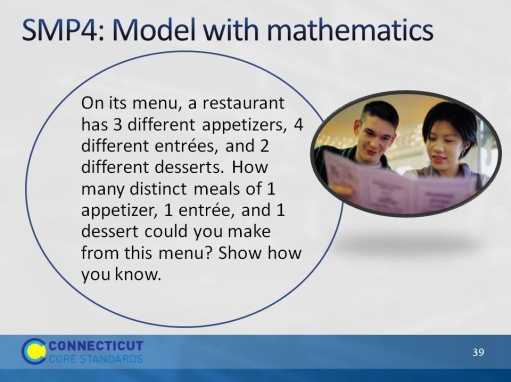 SMP4: Model with mathematics
On its menu, a restaurant
has 3 different appetizers, 4
different entrées, and 2
different desserts. How
many distinct meals of 1
appetizer, 1 entrée, and 1
dessert could you make
from this menu? Show how
you know.
CONNECTICUT
CORE STANDARDS
39